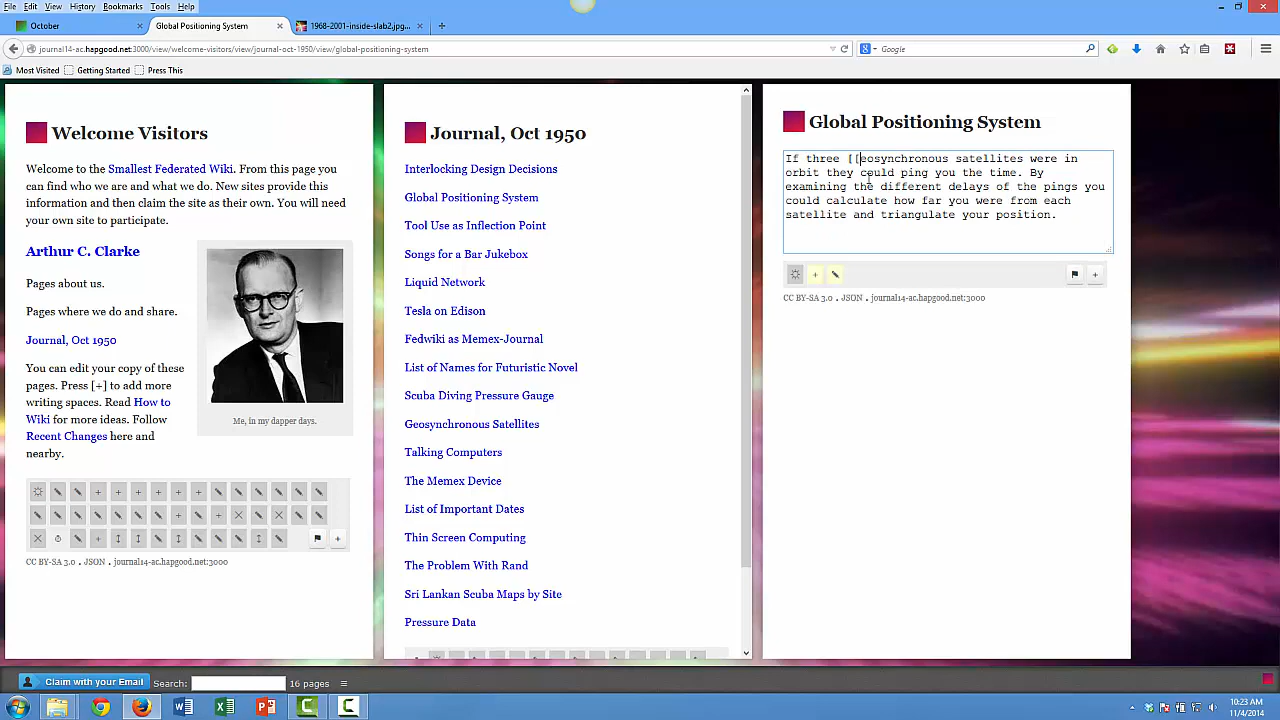 File Edit View History Bookmarks Tools Help
October
Global Positioning System
1968-2001-inside-slab2.jpg...
journal14-ac.hapgood.net:3000/view/welcome-visitors/view/journal-oct-1950/view/global-positioning-system
Google
Most Visited Getting Started Press This
Welcome Visitors
Welcome to the Smallest Federated Wiki. From this page you
can find who we are and what we do. New sites provide this
information and then claim the site as their own. You will need
your own site to participate.
Arthur C. Clarke
Pages about us.
Pages where we do and share.
Journal, Oct 1950
You can edit your copy of these
pages. Press [+] to add more
writing spaces. Read How to
Wiki for more ideas. Follow
Recent Changes here and
nearby.
Me, in my dapper days.
CC BY-SA 3.0 . JSON . journal14-ac.hapgood.net:3000
Journal, Oct 1950
Interlocking Design Decisions
Global Positioning System
Tool Use as Inflection Point
Songs for a Bar Jukebox
Liquid Network
Tesla on Edison
Fedwiki as Memex-Journal
List of Names for Futuristic Novel
Scuba Diving Pressure Gauge
Geosynchronous Satellites
Talking Computers
The Memex Device
List of Important Dates
Thin Screen Computing
The Problem With Rand
Sri Lankan Scuba Maps by Site
Pressure Data
Global Positioning System
If three [[eosynchronous satellites were in
orbit they could ping you the time. By
examining the different delays of the pings you
could calculate how far you were from each
satellite and triangulate your position.
CC BY-SA 3.0 . JSON . journal14-ac.hapgood.net:3000
Claim with your Email
Search:
16 pages
10:23 AM
11/4/2014